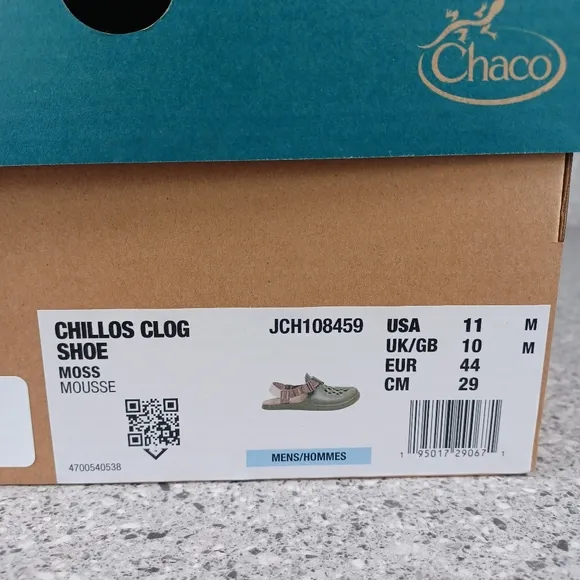 Chaco
CHILLOS CLOG
SHOE
MOSS
MOUSSE
4700540538
JCH108459
MENS/HOMMES
USA 11 M
UK/GB 10 M
EUR 44
CM 29
1 95017 29067 1